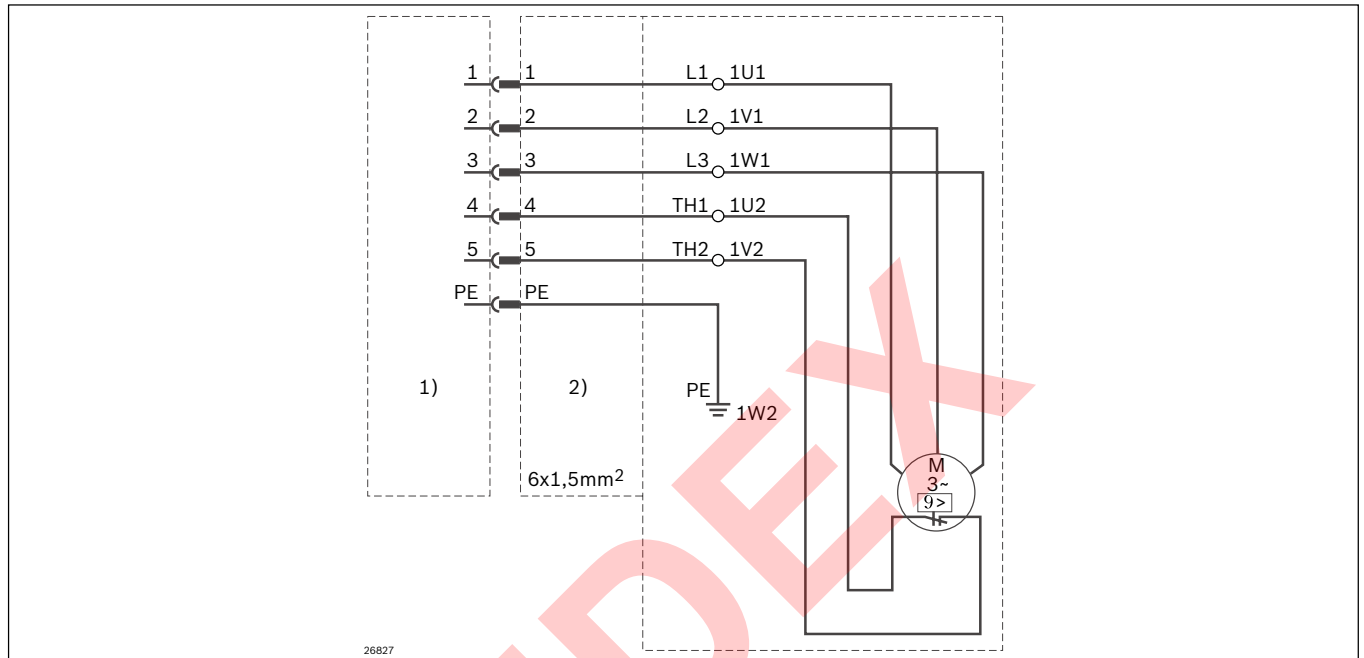 1 1 L1 1U1
2 2 L2 1V1
3 3 L3 1W1
4 4 TH1 1U2
5 5 TH2 1V2
PE PE
1) 2) PE
1W2
M
3~
6x1,5mm²
9>
26827
DEX